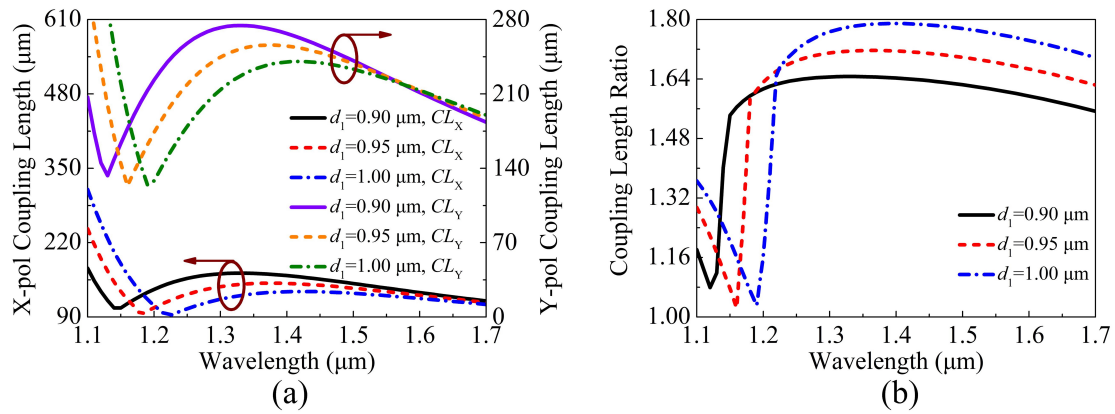 610
480
350
220
90
X-pol Coupling Length (μm)
280
210
140
70
0
Y-pol Coupling Length (μm)
d1=0.90 μm, CLX
d1=0.95 μm, CLX
d1=1.00 μm, CLX
d1=0.90 μm, CLY
d1=0.95 μm, CLY
d1=1.00 μm, CLY
1.1 1.2 1.3 1.4 1.5 1.6 1.7
Wavelength (μm)
(a)
1.80
1.64
1.48
1.32
1.16
1.00
Coupling Length Ratio
d1=0.90 μm
d1=0.95 μm
d1=1.00 μm
1.1 1.2 1.3 1.4 1.5 1.6 1.7
Wavelength (μm)
(b)